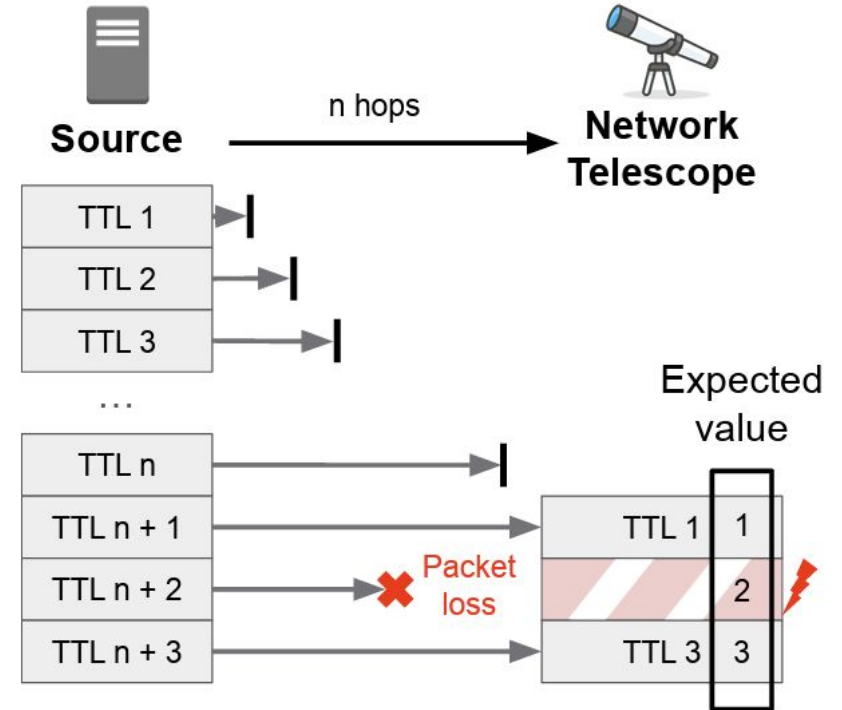 Source
n hops
Network
Telescope
TTL 1
TTL 2
TTL 3
...
Expected
value
TTL n
TTL n + 1
TTL 1
1
TTL n + 2
Packet
loss
2
TTL n + 3
TTL 3
3